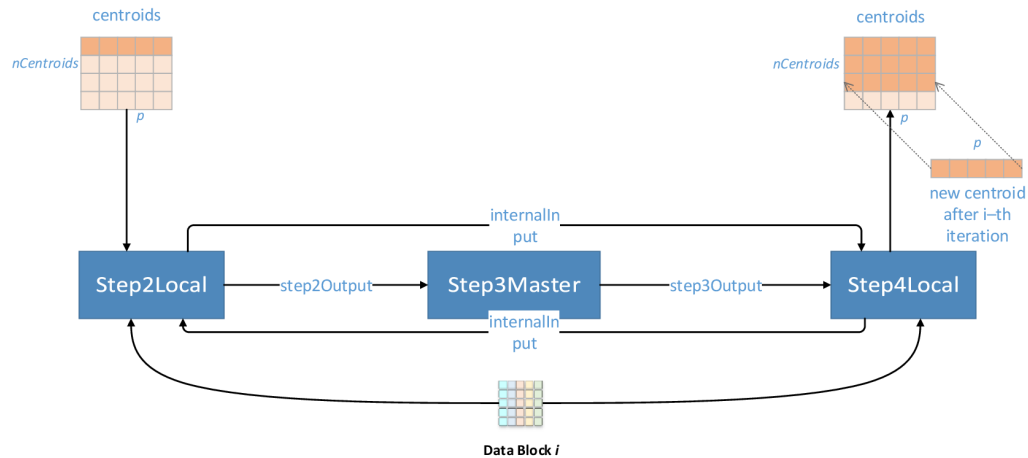 centroids
nCentroids
p
centroids
nCentroids
p
p
new centroid
after i–th
iteration
internalIn
put
Step2Local
step2Output
Step3Master
step3Output
Step4Local
internalIn
put
Data Block i